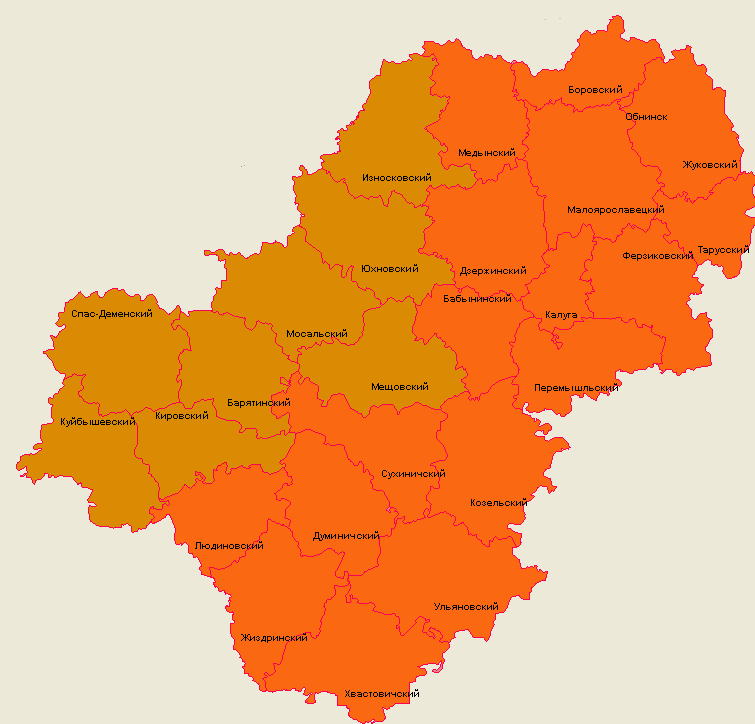 Боровский
Обнинск
Медынский
Жуковский
Износковский
Малоярославецкий
Тарусский
Ферзиковский
Юхновский
Дзержинский
Бабынинский
Спас-Деменский
Калуга
Мосальский
Мещовский
Перемышльский
Барятинский
Кировский
Куйбышевский
Сухиничский
Козельский
Думиничский
Людиновский
Ульяновский
Жиздринский
Хвастовичский